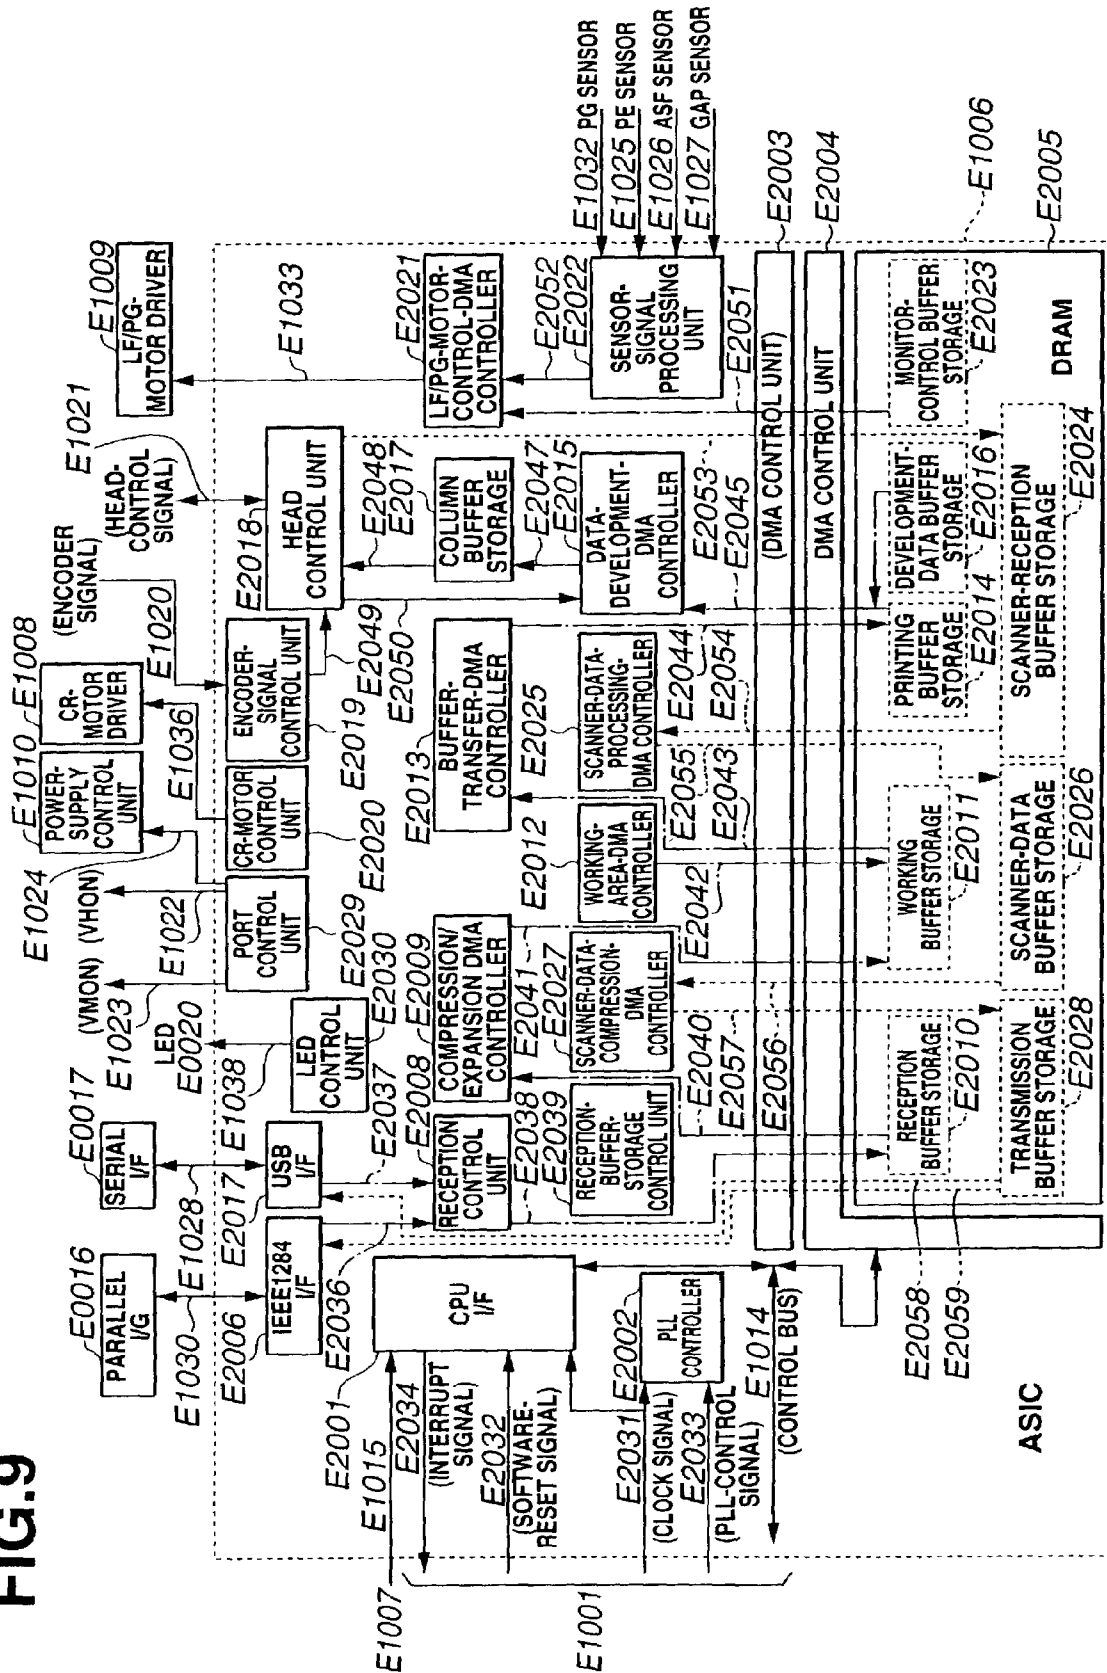 FIG.9
E0016
PARALLEL
I/G
E1030
E2006
IEEE1284
I/F
E0017
SERIAL
I/F
E1028
E2017
USB
I/F
LED
E0020
E1038
LED
CONTROL
UNIT
E2030
(VMON)
E1023
(VHON)
E1022
E1024
PORT
CONTROL
UNIT
E2029
E1010
POWER-
SUPPLY
CONTROL
UNIT
E1008
CR-
MOTOR
DRIVER
E1036
CR-MOTOR
CONTROL
UNIT
E2020
(ENCODER
SIGNAL)
E1020
ENCODER-
SIGNAL
CONTROL UNIT
E2019
E1021
(HEAD-
CONTROL
SIGNAL)
E2018
HEAD
CONTROL UNIT
E2049
E2050
E1009
LF/PG-
MOTOR DRIVER
E1033
LF/PG-MOTOR-
CONTROL-DMA
CONTROLLER
E2021
E2052
E2022
SENSOR-
SIGNAL
PROCESSING
UNIT
E1032 PG SENSOR
E1025 PE SENSOR
E1026 ASF SENSOR
E1027 GAP SENSOR
E2001
E1015
E1007
E2034
(INTERRUPT
SIGNAL)
E2032
(SOFTWARE-
RESET SIGNAL)
E2031
(CLOCK SIGNAL)
E2033
(PLL-CONTROL
SIGNAL)
E1014
(CONTROL BUS)
E1001
CPU
I/F
E2002
PLL
CONTROLLER
E2036
E2037
E2008
RECEPTION
CONTROL
UNIT
E2038
E2039
RECEPTION-
BUFFER-
STORAGE
CONTROL UNIT
E2009
COMPRESSION/
EXPANSION DMA
CONTROLLER
E2041
E2027
SCANNER-DATA-
COMPRESSION-
DMA
CONTROLLER
E2040
E2057
E2056
E2012
WORKING-
AREA-DMA
CONTROLLER
E2042
E2013
BUFFER-
TRANSFER-DMA
CONTROLLER
E2025
SCANNER-DATA-
PROCESSING-
DMA CONTROLLER
E2044
E2054
E2055
E2043
E2048
E2017
COLUMN
BUFFER
STORAGE
E2047
E2015
DATA-
DEVELOPMENT-
DMA
CONTROLLER
E2053
E2045
E2051
(DMA CONTROL UNIT)
E2003
DMA CONTROL UNIT
E2004
E1006
E2005
DRAM
RECEPTION
BUFFER STORAGE
E2010
TRANSMISSION
BUFFER STORAGE
E2028
WORKING
BUFFER STORAGE
E2011
SCANNER-DATA
BUFFER STORAGE
E2026
PRINTING
BUFFER
STORAGE
E2014
DEVELOPMENT-
DATA BUFFER
STORAGE
E2016
SCANNER-RECEPTION
BUFFER STORAGE
E2024
MONITOR-
CONTROL BUFFER
STORAGE
E2023
E2058
E2059
ASIC